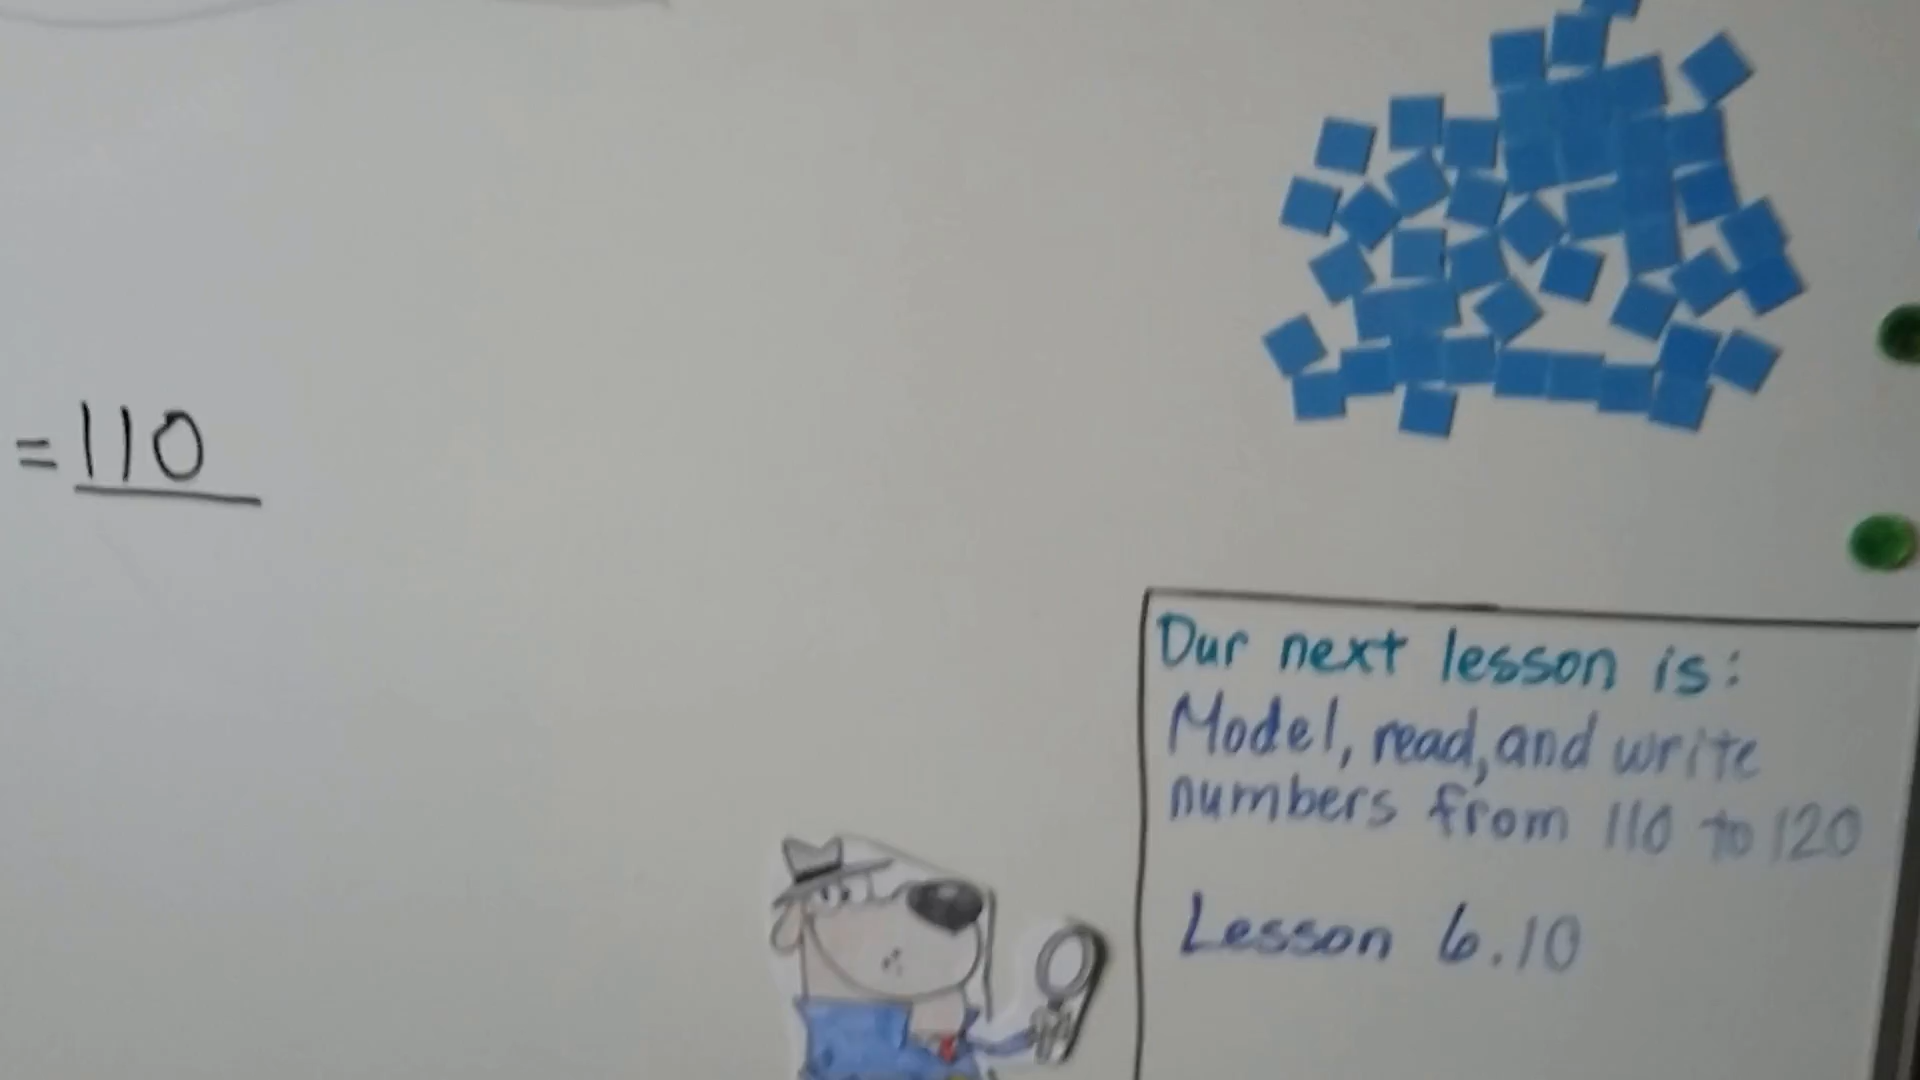 = 110
Our next lesson is:
Model, read, and write
numbers from 110 to 120
Lesson 6.10